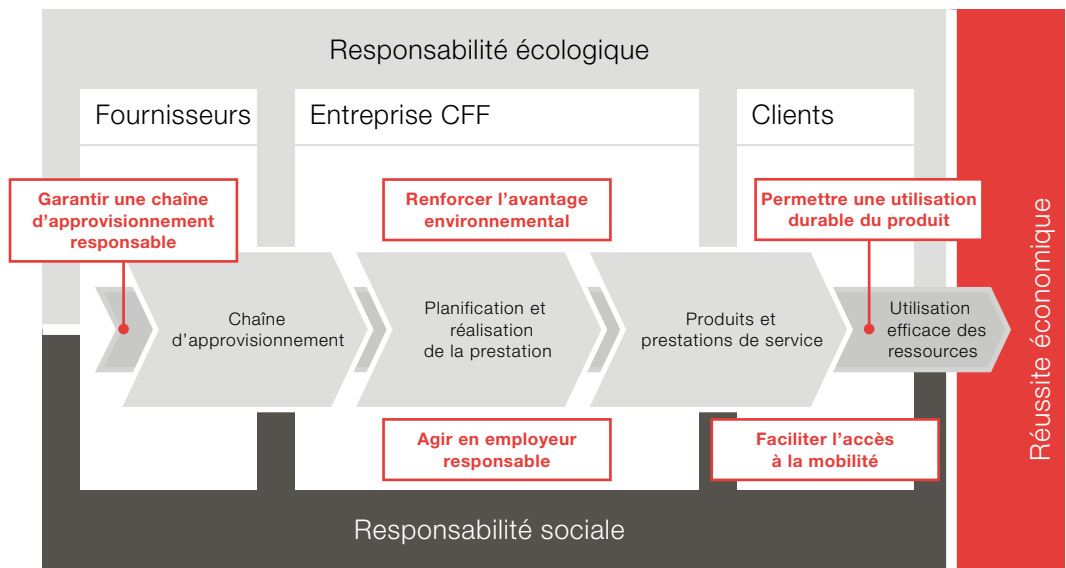 Responsabilité écologique
Fournisseurs
Entreprise CFF
Clients
Garantir une chaîne
d’approvisionnement
responsable
Renforcer l’avantage
environnemental
Permettre une utilisation
durable du produit
Chaîne
d’approvisionnement
Planification et
réalisation
de la prestation
Produits et
prestations de service
Utilisation
efficace des
ressources
Agir en employeur
responsable
Faciliter l’accès
à la mobilité
Responsabilité sociale
Réussite économique